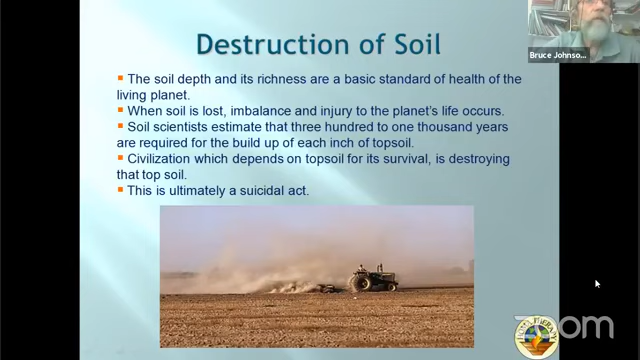 Destruction of Soil
Bruce Johnso...
The soil depth and its richness are a basic standard of health of the
living planet.
When soil is lost, imbalance and injury to the planet's life occurs.
Soil scientists estimate that three hundred to one thousand years
are required for the build up of each inch of topsoil.
Civilization which depends on topsoil for its survival, is destroying
that top soil.
This is ultimately a suicidal act.
zoom